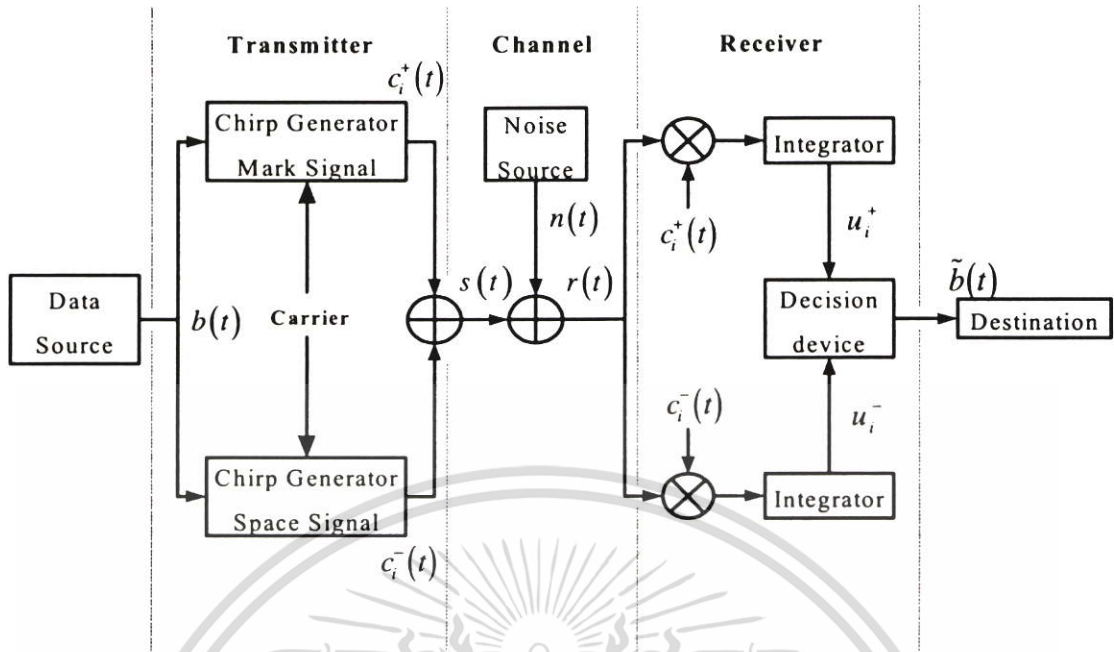 Transmitter
Channel
Receiver
c_i^+(t)
Chirp Generator
Mark Signal
Noise
Source
Integrator
n(t)
c_i^+(t)
u_i^+
Data
Source
b(t)
Carrier
s(t)
r(t)
Decision
device
b̃(t)
Destination
c_i^-(t)
u_i^-
Chirp Generator
Space Signal
Integrator
c_i^-(t)